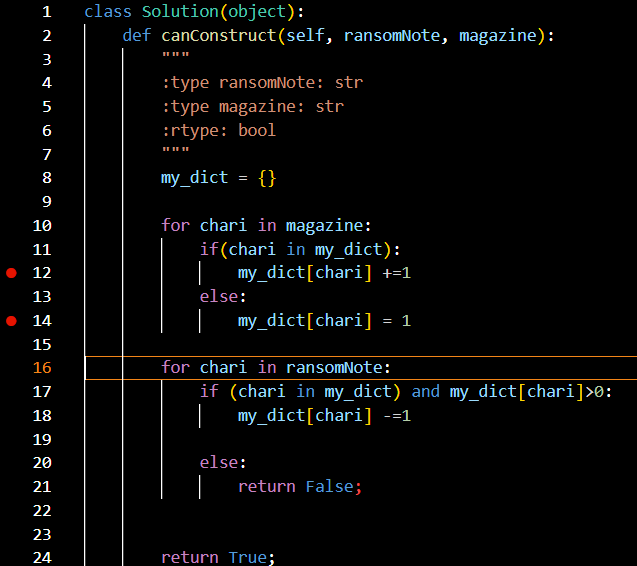 1 class Solution(object):
2     def canConstruct(self, ransomNote, magazine):
3         """
4         :type ransomNote: str
5         :type magazine: str
6         :rtype: bool
7         """
8         my_dict = {}
9
10         for chari in magazine:
11             if(chari in my_dict):
12                 my_dict[chari] +=1
13             else:
14                 my_dict[chari] = 1
15
16         for chari in ransomNote:
17             if (chari in my_dict) and my_dict[chari]>0:
18                 my_dict[chari] -=1
19
20             else:
21                 return False;
22
23
24         return True;